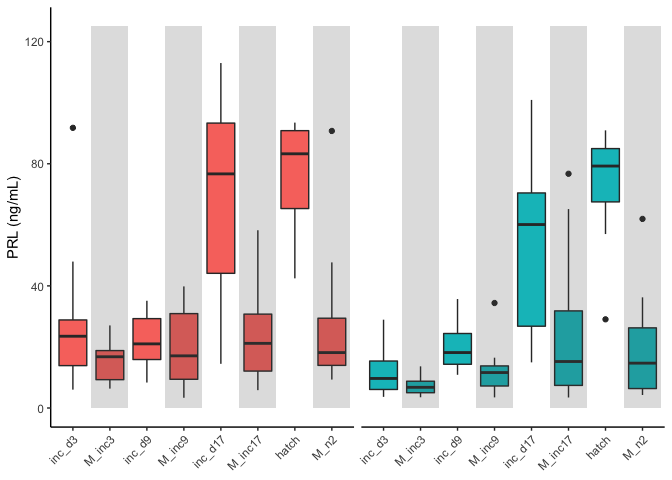 PRL (ng/mL)
120
80
40
0
inc_d3
M_inc3
inc_d9
M_inc9
inc_d17
M_inc17
hatch
M_n2
inc_d3
M_inc3
inc_d9
M_inc9
inc_d17
M_inc17
hatch
M_n2